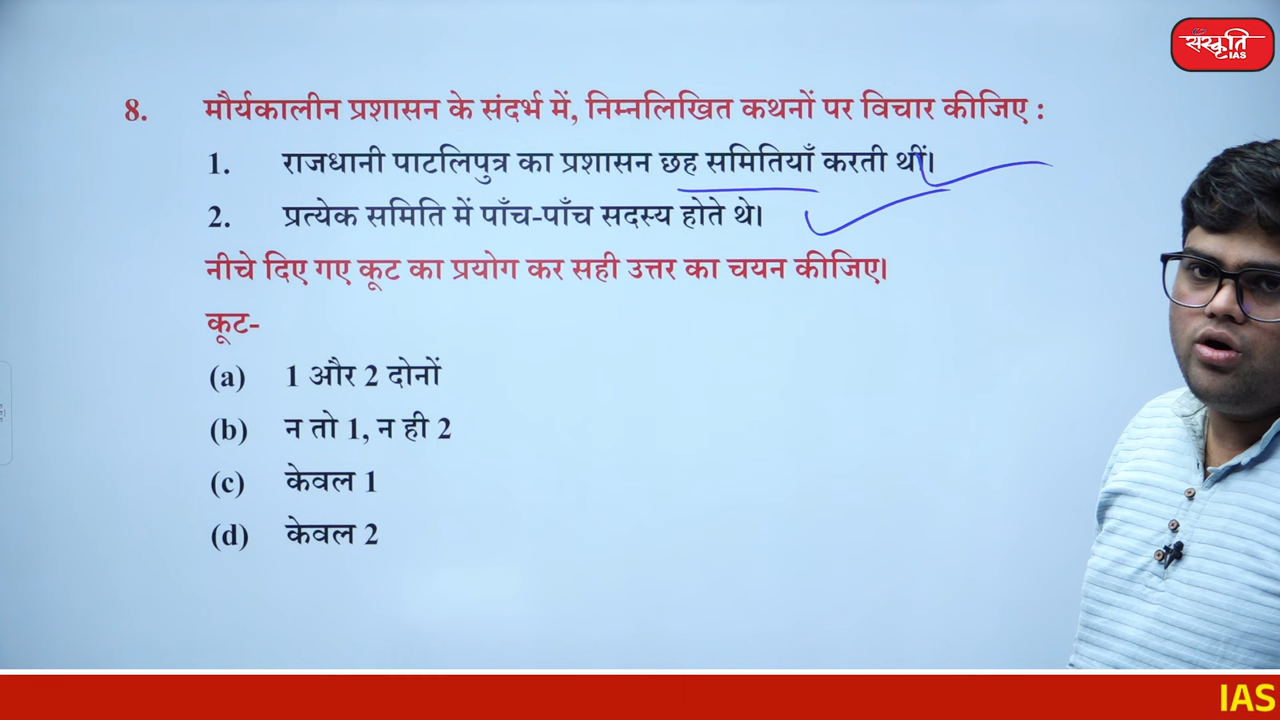 संस्कृति
IAS
8. मौर्यकालीन प्रशासन के संदर्भ में, निम्नलिखित कथनों पर विचार कीजिए :
1. राजधानी पाटलिपुत्र का प्रशासन छह समितियाँ करती थीं।
2. प्रत्येक समिति में पाँच-पाँच सदस्य होते थे।
नीचे दिए गए कूट का प्रयोग कर सही उत्तर का चयन कीजिए।
कूट-
(a) 1 और 2 दोनों
(b) न तो 1, न ही 2
(c) केवल 1
(d) केवल 2
IAS